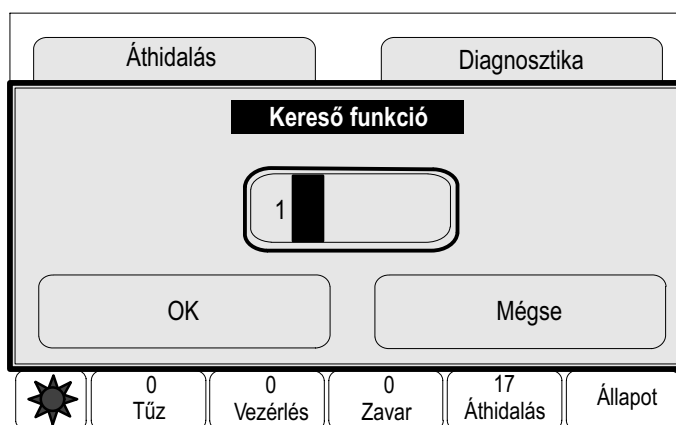 Áthidalás Diagnosztika
Kereső funkció
1
OK Mégse
0 0 0 17
Tűz Vezérlés Zavar Áthidalás Állapot